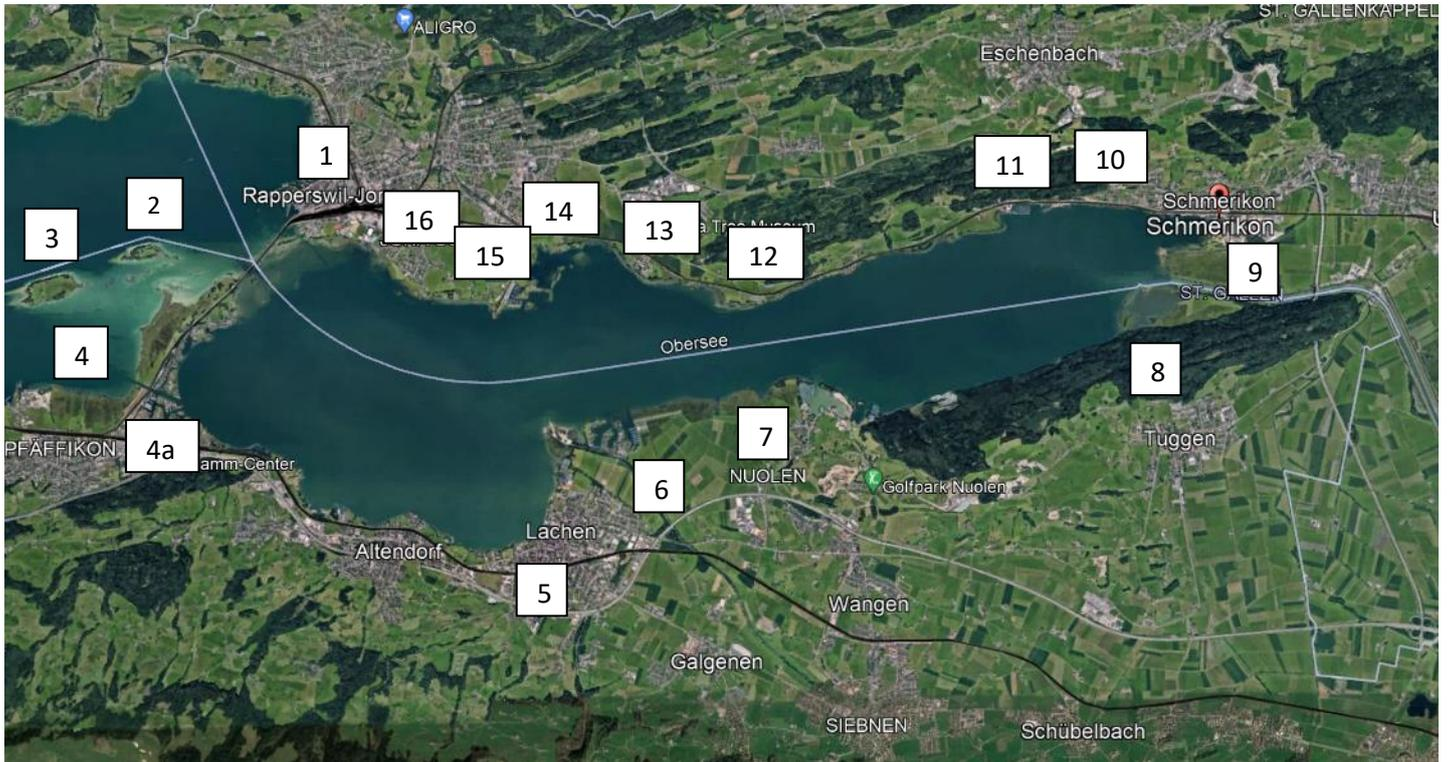 ST. GALLENKAPPEL
ALIGRO
Eschenbach
1
11
10
Rapperswil-Jo
2
3
16
14
13
Schmerikon
Schmerikon
15
12
9
ST. GALLEN
Obersee
4
8
PFÄFFIKON
4a
amm-Center
7
Tuggen
NUOLEN
6
Golfpark Nuolen
Lachen
Altendorf
5
Wangen
Galgenen
SIEBNEN
Schübelbach